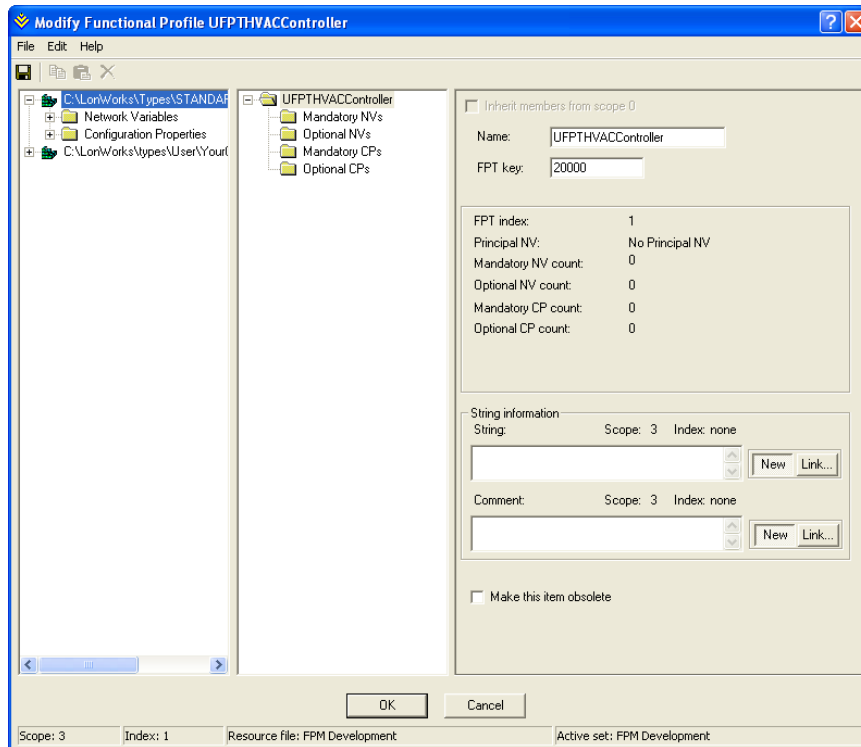 Modify Functional Profile UFPTHVACController
File Edit Help
C:\LonWorks\Types\STANDAR
Network Variables
Configuration Properties
C:\LonWorks\types\User\Your
UFPTHVACController
Mandatory NVs
Optional NVs
Mandatory CPs
Optional CPs
Inherit members from scope 0
Name: UFPTHVACController
FPT key: 20000
FPT index: 1
Principal NV: No Principal NV
Mandatory NV count: 0
Optional NV count: 0
Mandatory CP count: 0
Optional CP count: 0
String information
String: Scope: 3 Index: none
New Link...
Comment: Scope: 3 Index: none
New Link...
Make this item obsolete
OK Cancel
Scope: 3 Index: 1 Resource file: FPM Development Active set: FPM Development